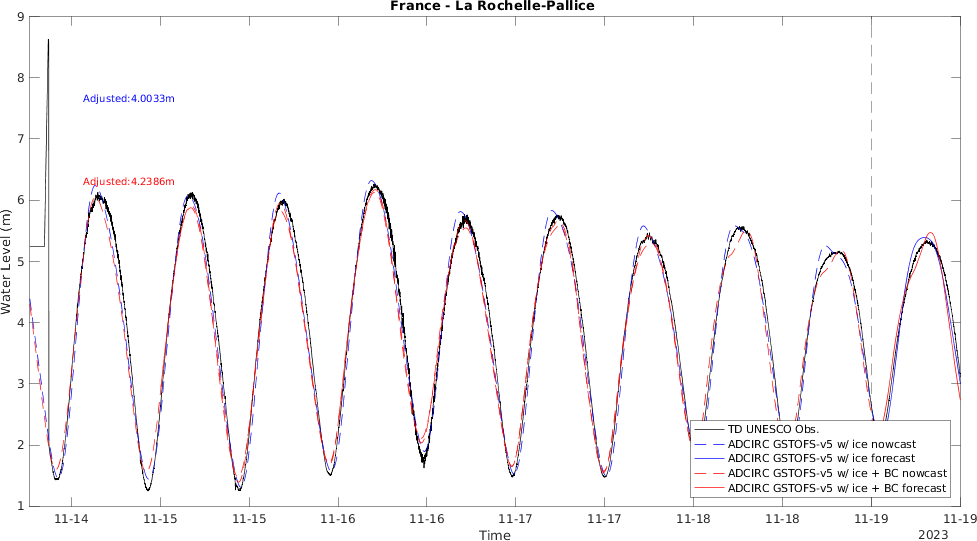 France - La Rochelle-Pallice
9
8
7
6
5
4
3
2
1
Water Level (m)
Adjusted:4.0033m
Adjusted:4.2386m
TD UNESCO Obs.
ADCIRC GSTOFS-v5 w/ ice nowcast
ADCIRC GSTOFS-v5 w/ ice forecast
ADCIRC GSTOFS-v5 w/ ice + BC nowcast
ADCIRC GSTOFS-v5 w/ ice + BC forecast
11-14 11-15 11-15 11-16 11-16 11-17 11-17 11-18 11-18 11-19 11-19
Time
2023